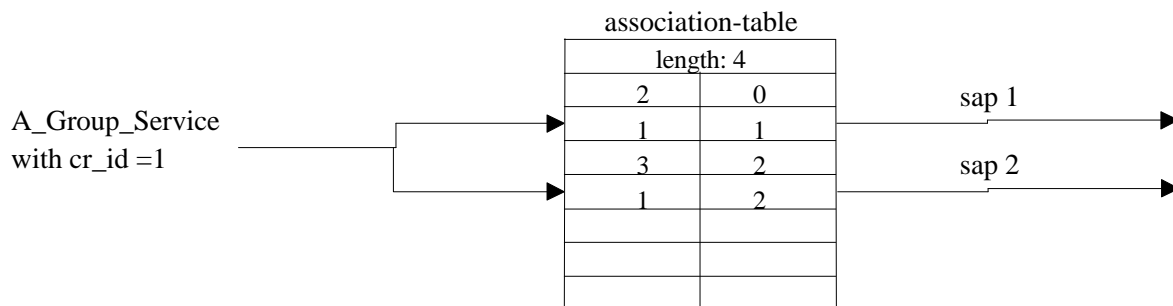 association-table
length: 4
2 0
sap 1
A_Group_Service
1 1
with cr_id =1
3 2
sap 2
1 2